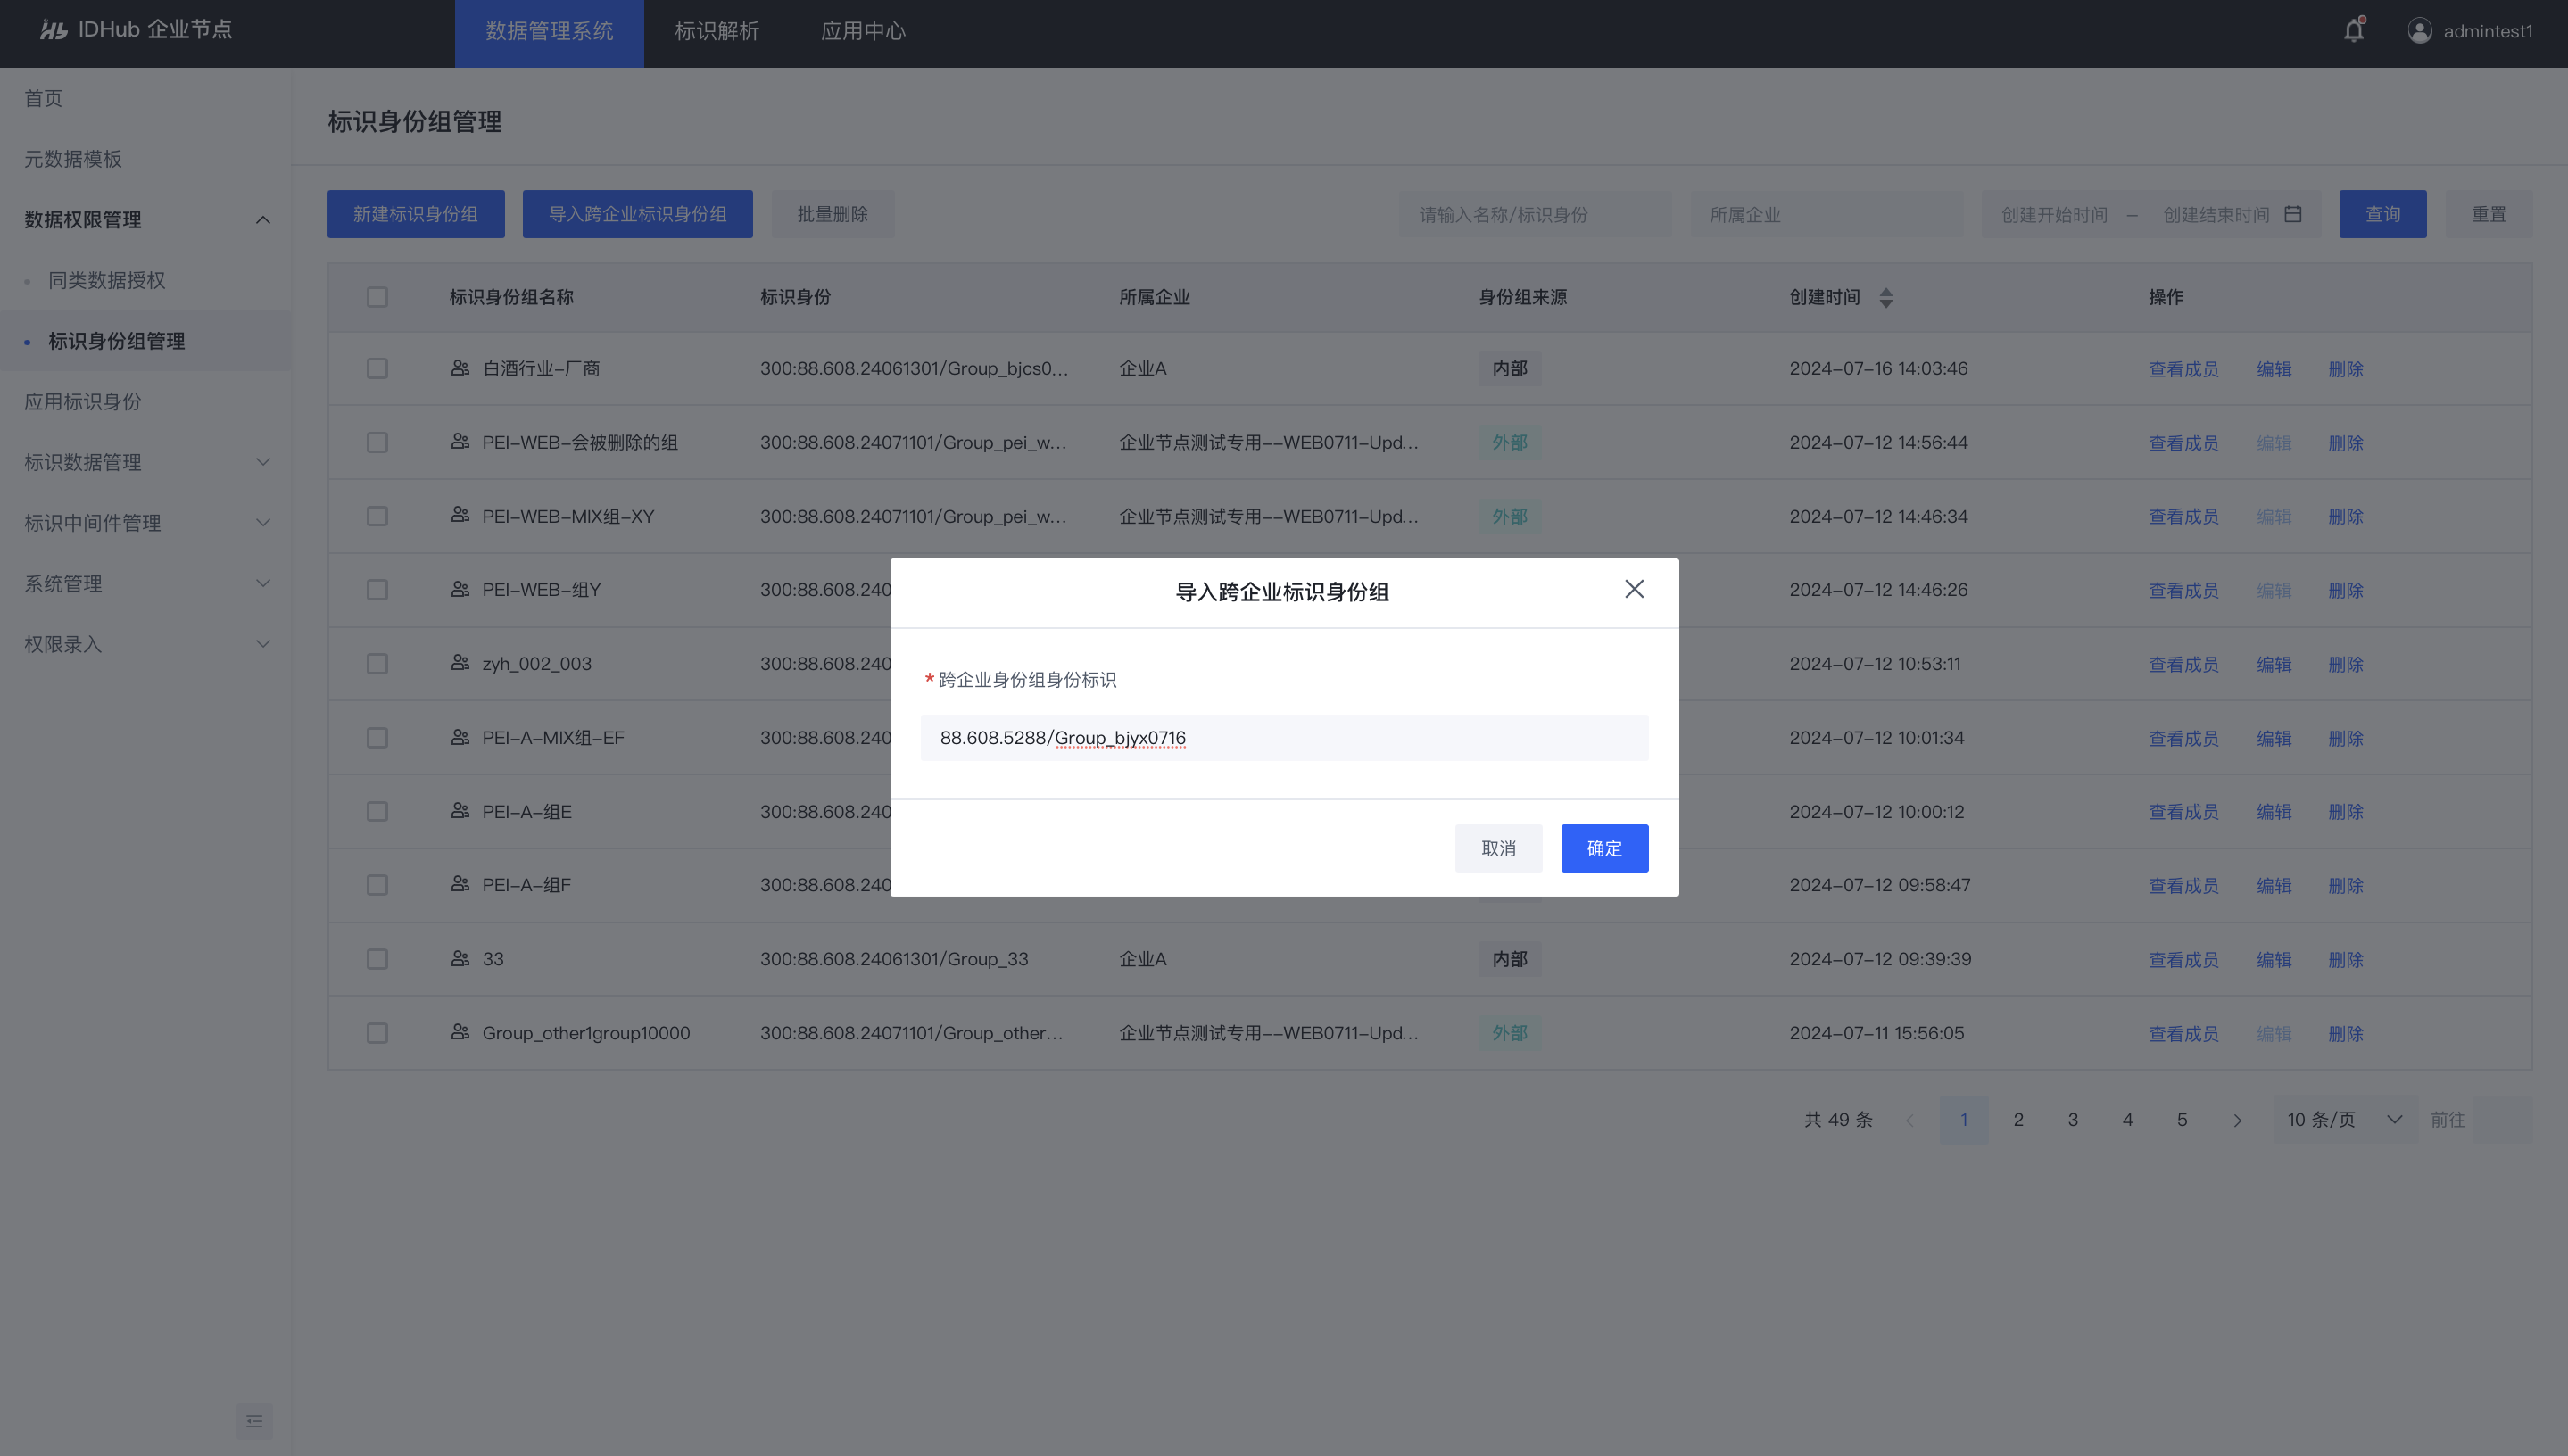 IDHub 企业节点
数据管理系统
标识解析
应用中心
admintest1
首页
元数据模板
数据权限管理
同类数据授权
标识身份组管理
应用标识身份
标识数据管理
标识中间件管理
系统管理
权限录入
标识身份组管理
新建标识身份组
导入跨企业标识身份组
批量删除
请输入名称/标识身份
所属企业
创建开始时间 – 创建结束时间
查询
重置
标识身份组名称 标识身份 所属企业 身份组来源 创建时间 操作
白酒行业-厂商 300:88.608.24061301/Group_bjcs0... 企业A 内部 2024-07-16 14:03:46 查看成员 编辑 删除
PEI-WEB-会被删除的组 300:88.608.24071101/Group_pei_w... 企业节点测试专用--WEB0711-Upd... 外部 2024-07-12 14:56:44 查看成员 编辑 删除
PEI-WEB-MIX组-XY 300:88.608.24071101/Group_pei_w... 企业节点测试专用--WEB0711-Upd... 外部 2024-07-12 14:46:34 查看成员 编辑 删除
PEI-WEB-组Y 300:88.608.240 2024-07-12 14:46:26 查看成员 编辑 删除
zyh_002_003 300:88.608.240 2024-07-12 10:53:11 查看成员 编辑 删除
PEI-A-MIX组-EF 300:88.608.240 2024-07-12 10:01:34 查看成员 编辑 删除
PEI-A-组E 300:88.608.240 2024-07-12 10:00:12 查看成员 编辑 删除
PEI-A-组F 300:88.608.240 2024-07-12 09:58:47 查看成员 编辑 删除
33 300:88.608.24061301/Group_33 企业A 内部 2024-07-12 09:39:39 查看成员 编辑 删除
Group_other1group10000 300:88.608.24071101/Group_other... 企业节点测试专用--WEB0711-Upd... 外部 2024-07-11 15:56:05 查看成员 编辑 删除
导入跨企业标识身份组
* 跨企业身份组身份标识
88.608.5288/Group_bjyx0716
取消
确定
共 49 条 1 2 3 4 5 10 条/页 前往